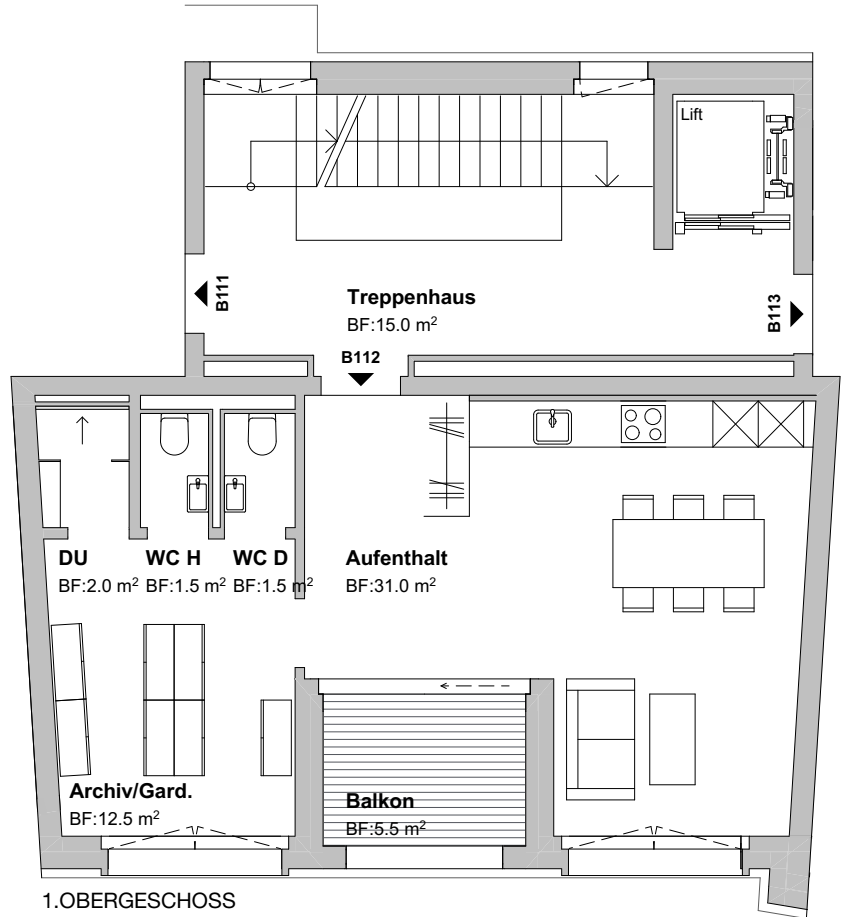 Lift
B111
Treppenhaus
BF:15.0 m²
B113
B112
DU
BF:2.0 m²
WC H
BF:1.5 m²
WC D
BF:1.5 m²
Aufenthalt
BF:31.0 m²
Archiv/Gard.
BF:12.5 m²
Balkon
BF:5.5 m²
1.OBERGESCHOSS